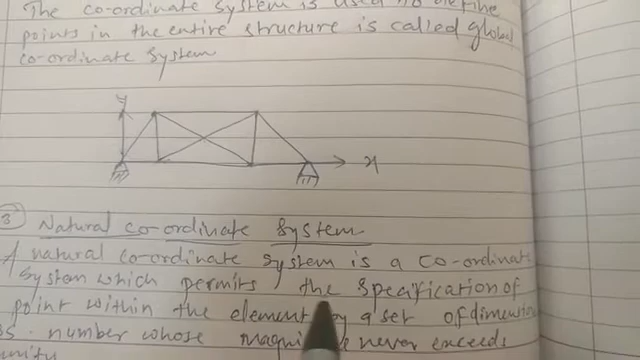 The co-ordinate system is used to define
points in the entire structure is called global
co-ordinate system
y
x
3 Natural co-ordinate system
A natural co-ordinate system is a co-ordinate
system which permits the specification of
point within the element by a set of dimension
number whose never exceeds
unity